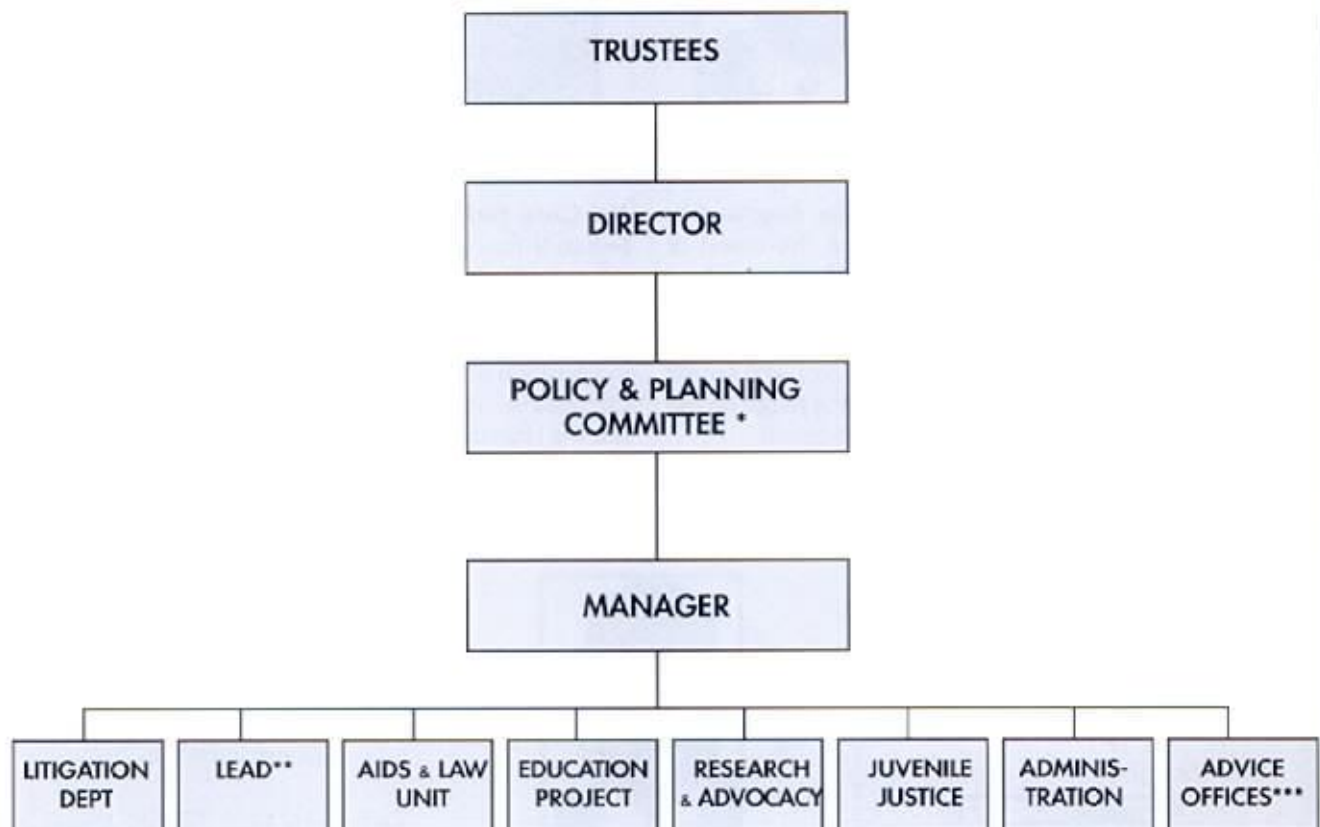 TRUSTEES
DIRECTOR
POLICY & PLANNING
COMMITTEE *
MANAGER
LITIGATION
DEPT
LEAD**
AIDS & LAW
UNIT
EDUCATION
PROJECT
RESEARCH
& ADVOCACY
JUVENILE
JUSTICE
ADMINIS-
TRATION
ADVICE
OFFICES***